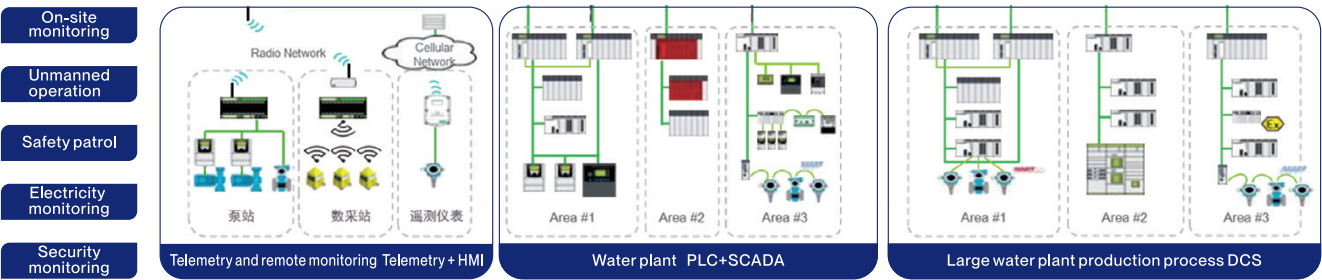 On-site
monitoring
Unmanned
operation
Safety patrol
Electricity
monitoring
Security
monitoring
Radio Network
Cellular
Network
泵站
数采站
遥测仪表
Telemetry and remote monitoring Telemetry + HMI
Area #1
Area #2
Area #3
Water plant PLC+SCADA
Area #1
Area #2
Area #3
Ex
HART
Large water plant production process DCS